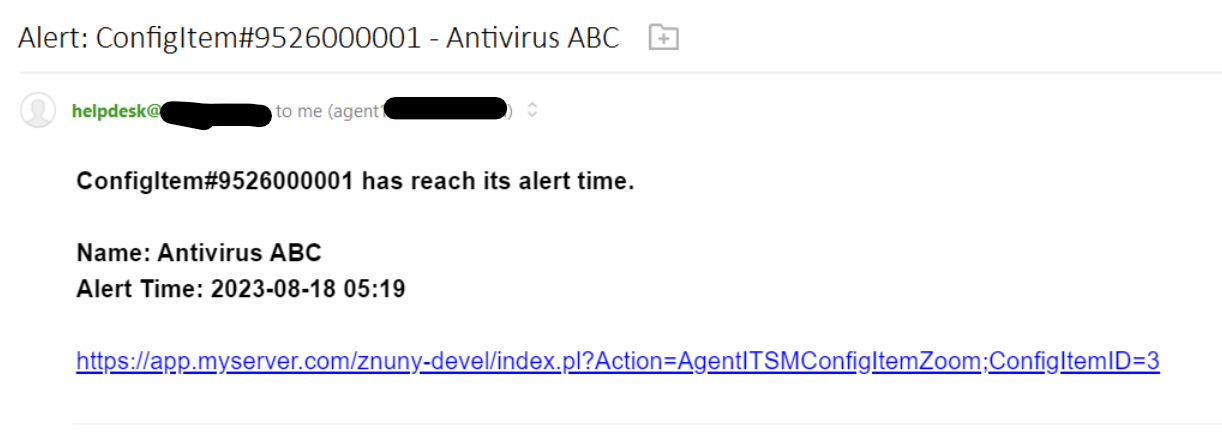 Alert: ConfigItem#9526000001 - Antivirus ABC
helpdesk@ to me (agent )
ConfigItem#9526000001 has reach its alert time.
Name: Antivirus ABC
Alert Time: 2023-08-18 05:19
https://app.myserver.com/znuny-devel/index.pl?Action=AgentITSMConfigItemZoom;ConfigItemID=3